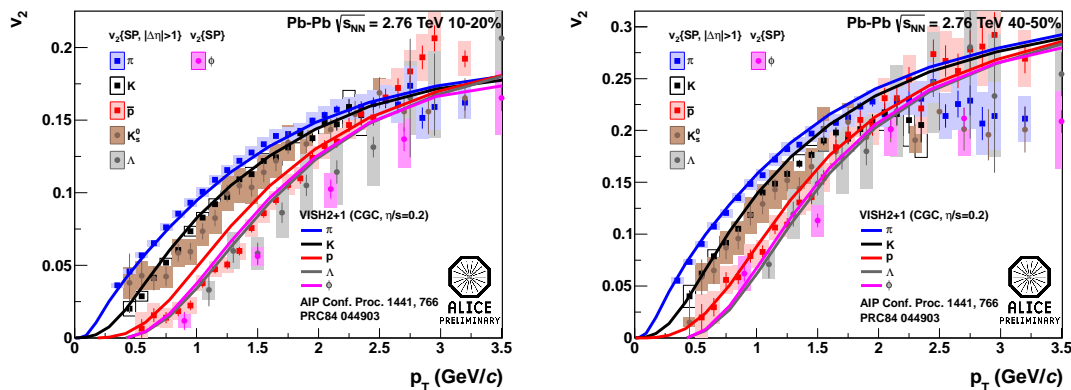 v₂
Pb-Pb √sNN = 2.76 TeV 10-20%
v₂{SP, |Δη|>1} v₂{SP}
π ϕ
K
p̄
K⁰s
Λ
0.2
0.15
0.1
0.05
0
VISH2+1 (CGC, η/s=0.2)
π
K
p
Λ
ϕ
AIP Conf. Proc. 1441, 766
PRC84 044903
ALICE
PRELIMINARY
0 0.5 1 1.5 2 2.5 3 3.5
pT (GeV/c)
v₂
Pb-Pb √sNN = 2.76 TeV 40-50%
v₂{SP, |Δη|>1} v₂{SP}
π ϕ
K
p̄
K⁰s
Λ
0.3
0.25
0.2
0.15
0.1
0.05
0
VISH2+1 (CGC, η/s=0.2)
π
K
p
Λ
ϕ
AIP Conf. Proc. 1441, 766
PRC84 044903
ALICE
PRELIMINARY
0 0.5 1 1.5 2 2.5 3 3.5
pT (GeV/c)